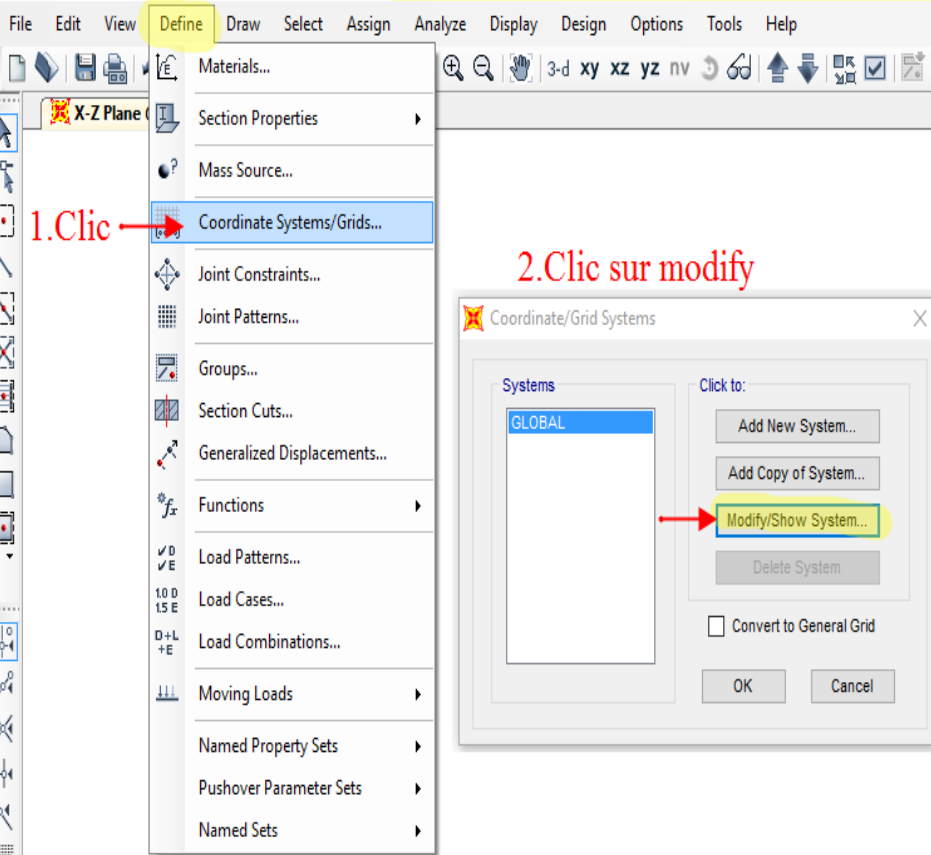 File Edit View Define Draw Select Assign Analyze Display Design Options Tools Help
3-d xy xz yz nv
X-Z Plane
Materials...
Section Properties
Mass Source...
1.Clic
Coordinate Systems/Grids...
Joint Constraints...
Joint Patterns...
Groups...
Section Cuts...
Generalized Displacements...
Functions
Load Patterns...
Load Cases...
Load Combinations...
Moving Loads
Named Property Sets
Pushover Parameter Sets
Named Sets
2.Clic sur modify
Coordinate/Grid Systems
Systems
GLOBAL
Click to:
Add New System...
Add Copy of System...
Modify/Show System...
Delete System
Convert to General Grid
OK Cancel